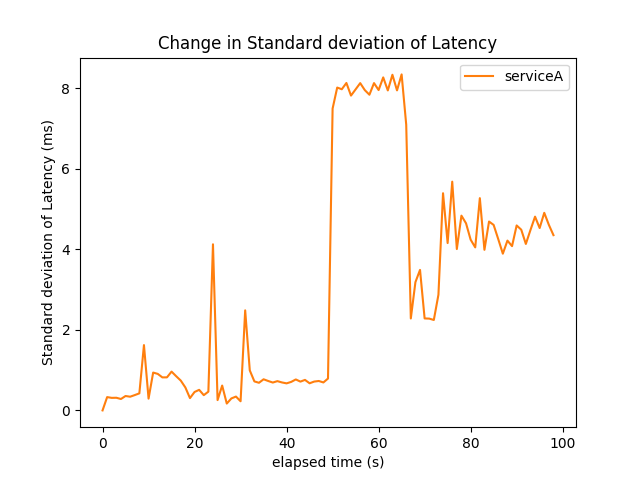 Change in Standard deviation of Latency
serviceA
Standard deviation of Latency (ms)
8
6
4
2
0
0 20 40 60 80 100
elapsed time (s)